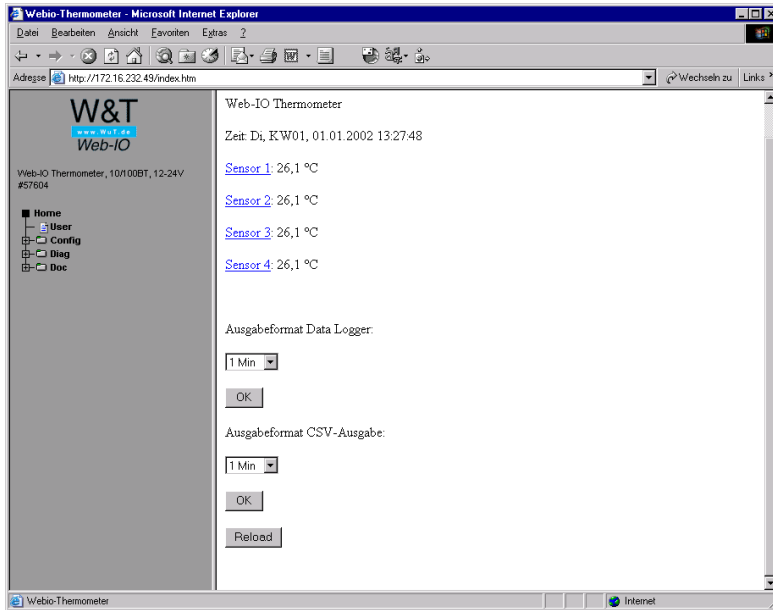 Webio-Thermometer - Microsoft Internet Explorer
Datei Bearbeiten Ansicht Favoriten Extras ?
Adresse http://172.16.232.49/index.htm Wechseln zu Links »
W&T
www.WuT.de
Web-IO
Web-IO Thermometer, 10/100BT, 12-24V
#57604
Home
User
Config
Diag
Doc
Web-IO Thermometer
Zeit: Di, KW01, 01.01.2002 13:27:48
Sensor 1: 26,1 °C
Sensor 2: 26,1 °C
Sensor 3: 26,1 °C
Sensor 4: 26,1 °C
Ausgabeformat Data Logger:
1 Min
OK
Ausgabeformat CSV-Ausgabe:
1 Min
OK
Reload
Webio-Thermometer Internet